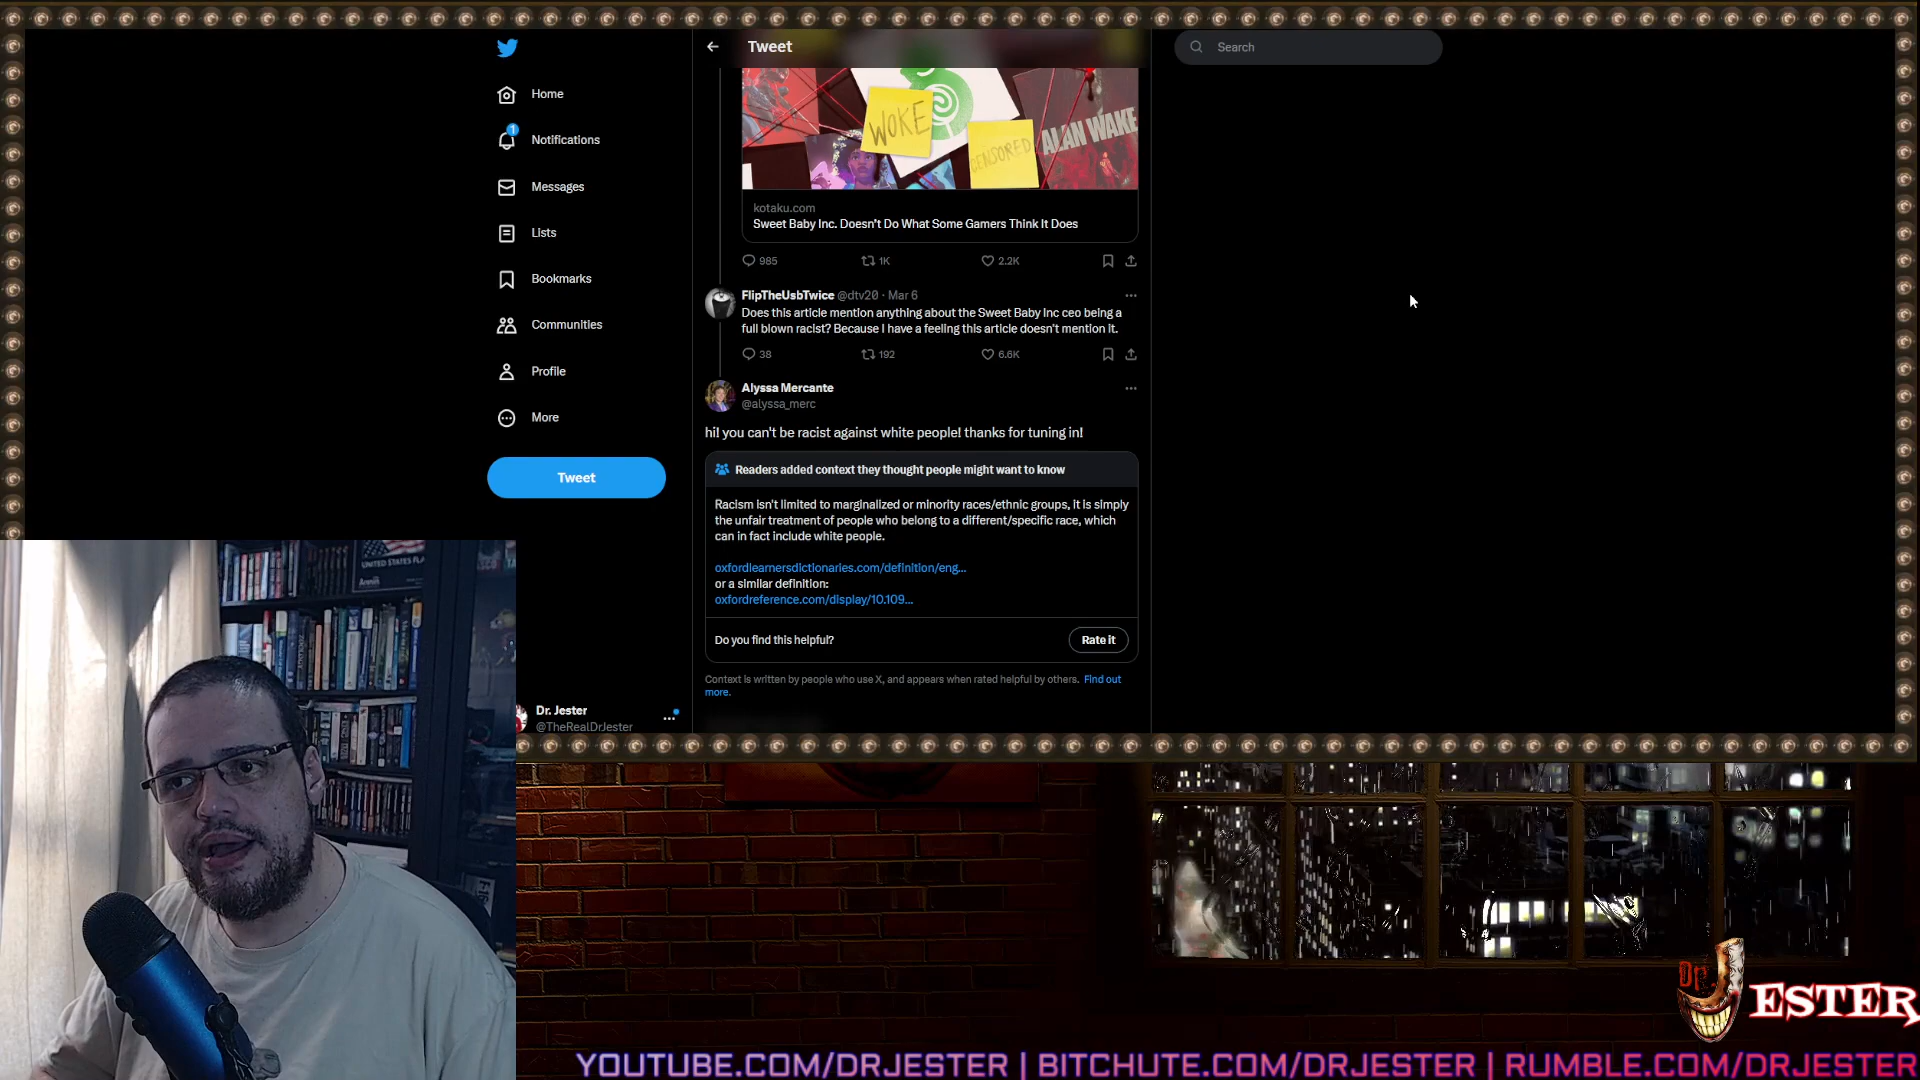 Tweet
Search
Home
1
Notifications
Messages
Lists
Bookmarks
Communities
Profile
More
Tweet
Dr. Jester
@TheRealDrJester
WOKE
CENSORED
ALAN WAKE
kotaku.com
Sweet Baby Inc. Doesn't Do What Some Gamers Think It Does
985
1K
2.2K
FlipTheUsbTwice @dtv20 · Mar 6
Does this article mention anything about the Sweet Baby Inc ceo being a
full blown racist? Because I have a feeling this article doesn't mention it.
38
192
6.6K
Alyssa Mercante
@alyssa_merc
hi! you can't be racist against white people! thanks for tuning in!
Readers added context they thought people might want to know
Racism isn't limited to marginalized or minority races/ethnic groups, it is simply
the unfair treatment of people who belong to a different/specific race, which
can in fact include white people.
oxfordlearnersdictionaries.com/definition/eng...
or a similar definition:
oxfordreference.com/display/10.109...
Do you find this helpful?
Rate it
Context is written by people who use X, and appears when rated helpful by others. Find out
more.
UNITED STATES
Dr. JESTER
YOUTUBE.COM/DRJESTER | BITCHUTE.COM/DRJESTER | RUMBLE.COM/DRJESTER